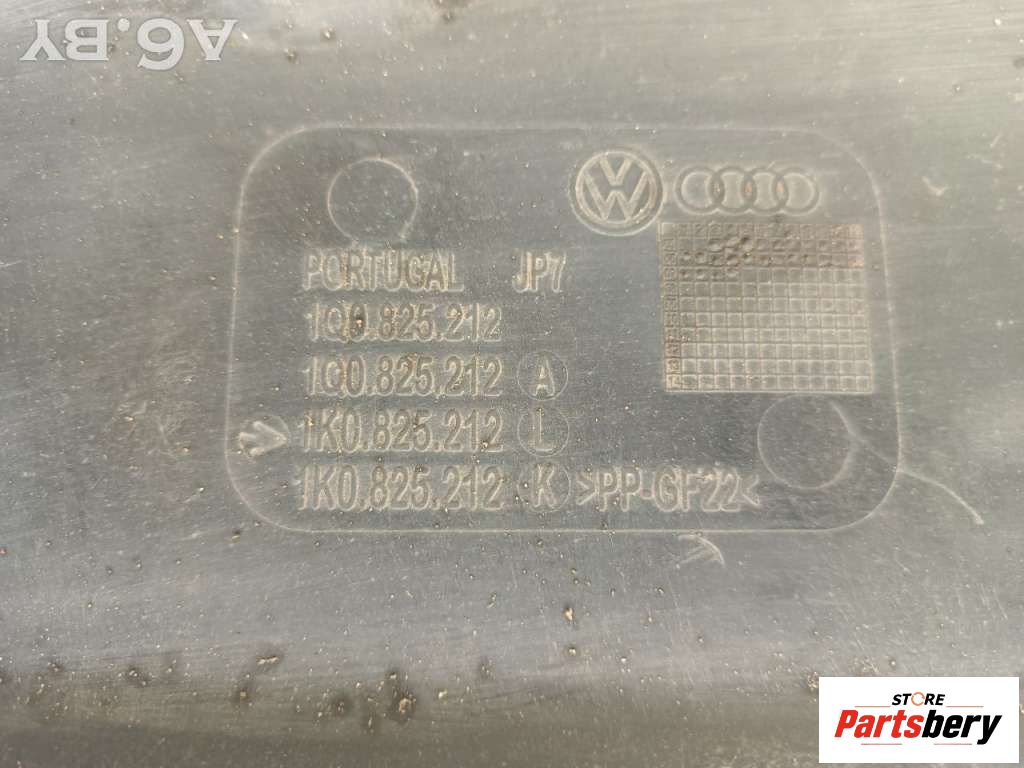 A6.BY
PORTUGAL JP7
1Q0.825.212
1Q0.825.212 A
1K0.825.212 L
1K0.825.212 K >PP-GF22<
STORE
Partsbery